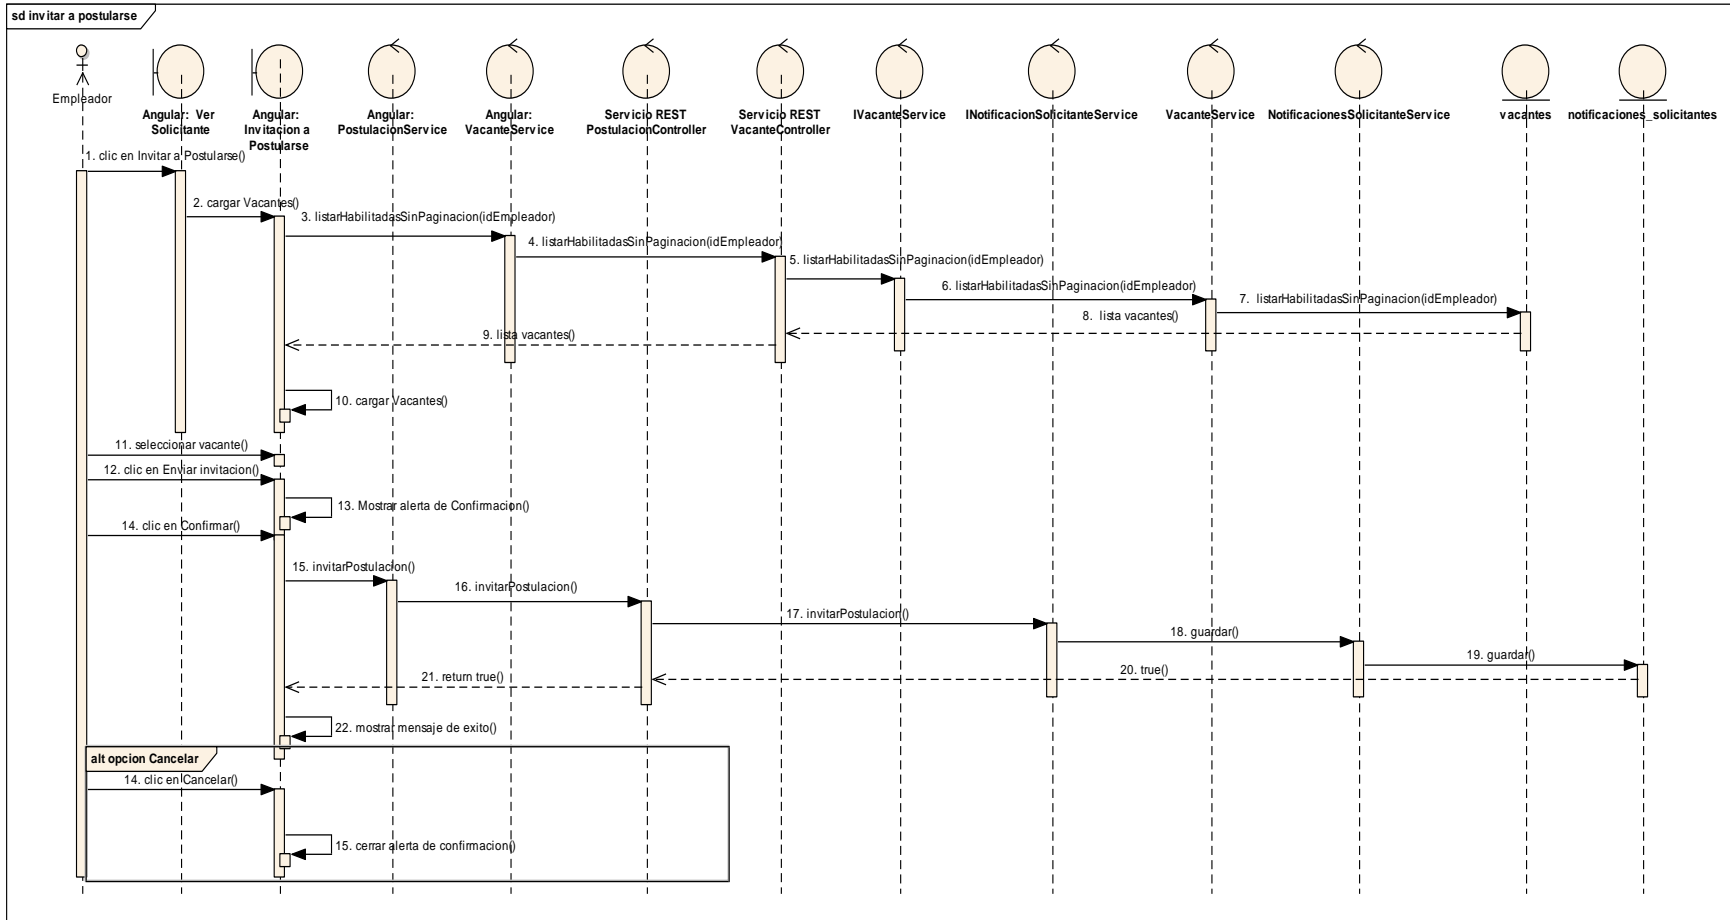 sd invitar a postularse
Empleador
Angular: Ver
Solicitante
Angular:
Invitacion a
Postularse
Angular:
PostulacionService
Angular:
VacanteService
Servicio REST
PostulacionController
Servicio REST
VacanteController
IVacanteService
INotificacionSolicitanteService
VacanteService
NotificacionesSolicitanteService
vacantes
notificaciones_solicitantes
1. clic en Invitar a Postularse()
2. cargar Vacantes()
3. listarHabilitadasSinPaginacion(idEmpleador)
4. listarHabilitadasSinPaginacion(idEmpleador)
5. listarHabilitadasSinPaginacion(idEmpleador)
6. listarHabilitadasSinPaginacion(idEmpleador)
7. listarHabilitadasSinPaginacion(idEmpleador)
8. lista vacantes()
9. lista vacantes()
10. cargar Vacantes()
11. seleccionar vacante()
12. clic en Enviar invitacion()
13. Mostrar alerta de Confirmacion()
14. clic en Confirmar()
15. invitarPostulacion()
16. invitarPostulacion()
17. invitarPostulacion()
18. guardar()
19. guardar()
20. true()
21. return true()
22. mostrar mensaje de exito()
alt opcion Cancelar
14. clic en Cancelar()
15. cerrar alerta de confirmacion()